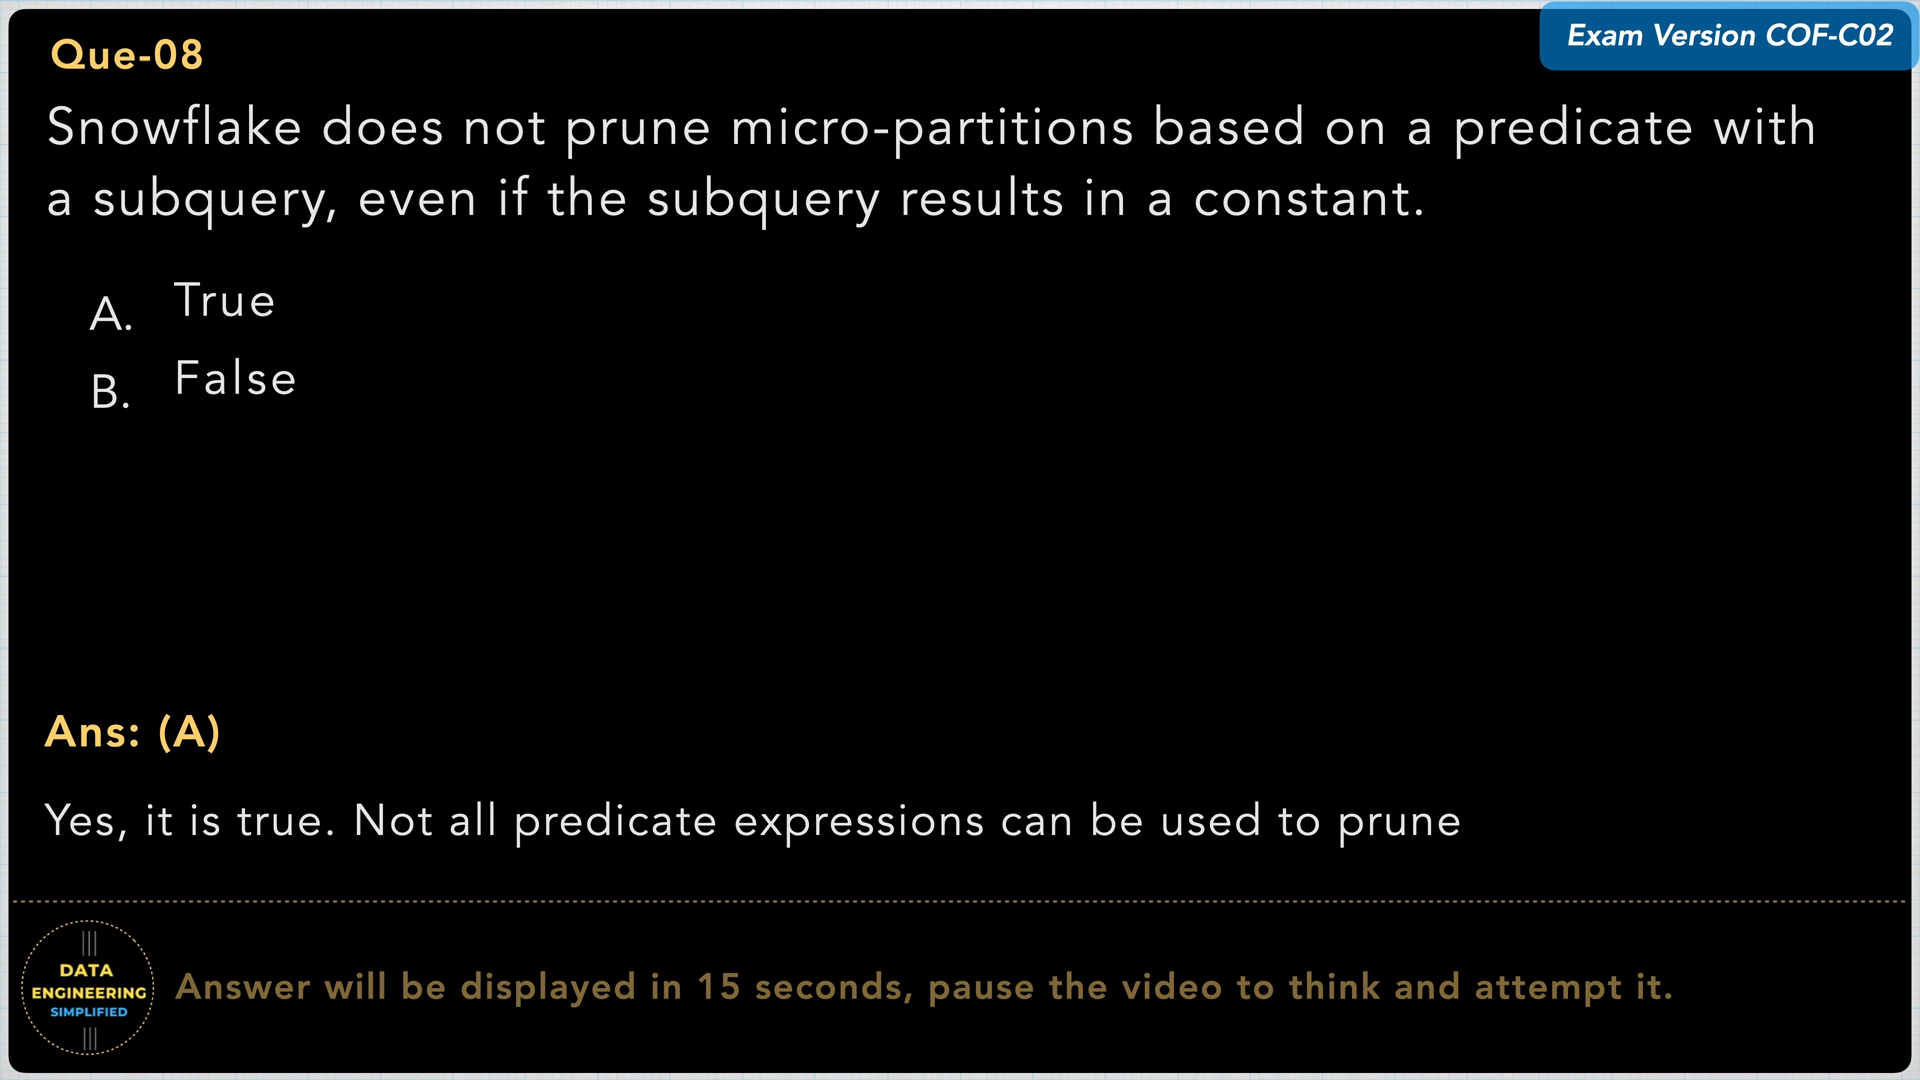 Exam Version COF-C02
Que-08
Snowflake does not prune micro-partitions based on a predicate with
a subquery, even if the subquery results in a constant.
A. True
B. False
Ans: (A)
Yes, it is true. Not all predicate expressions can be used to prune
DATA
ENGINEERING
SIMPLIFIED
Answer will be displayed in 15 seconds, pause the video to think and attempt it.